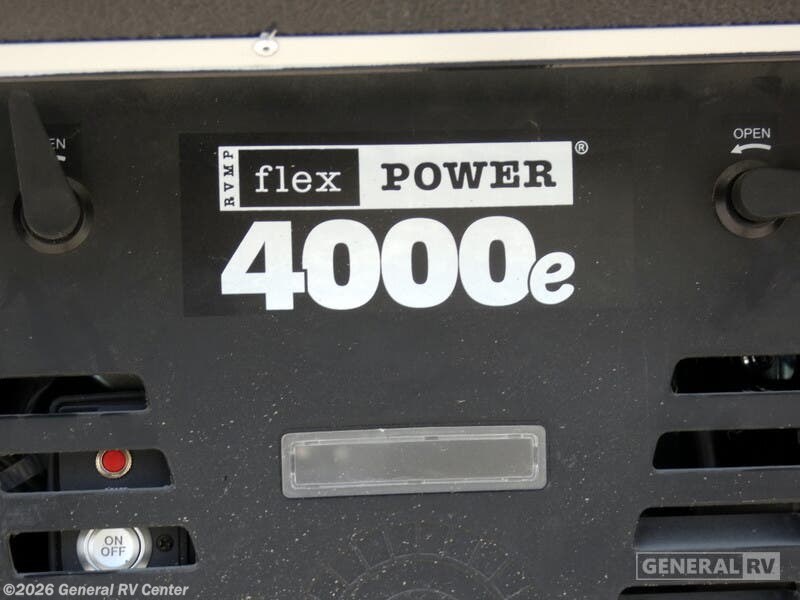 OPEN
RVMP flex POWER®
4000e
ON
OFF
GENERAL RV
©2026 General RV Center